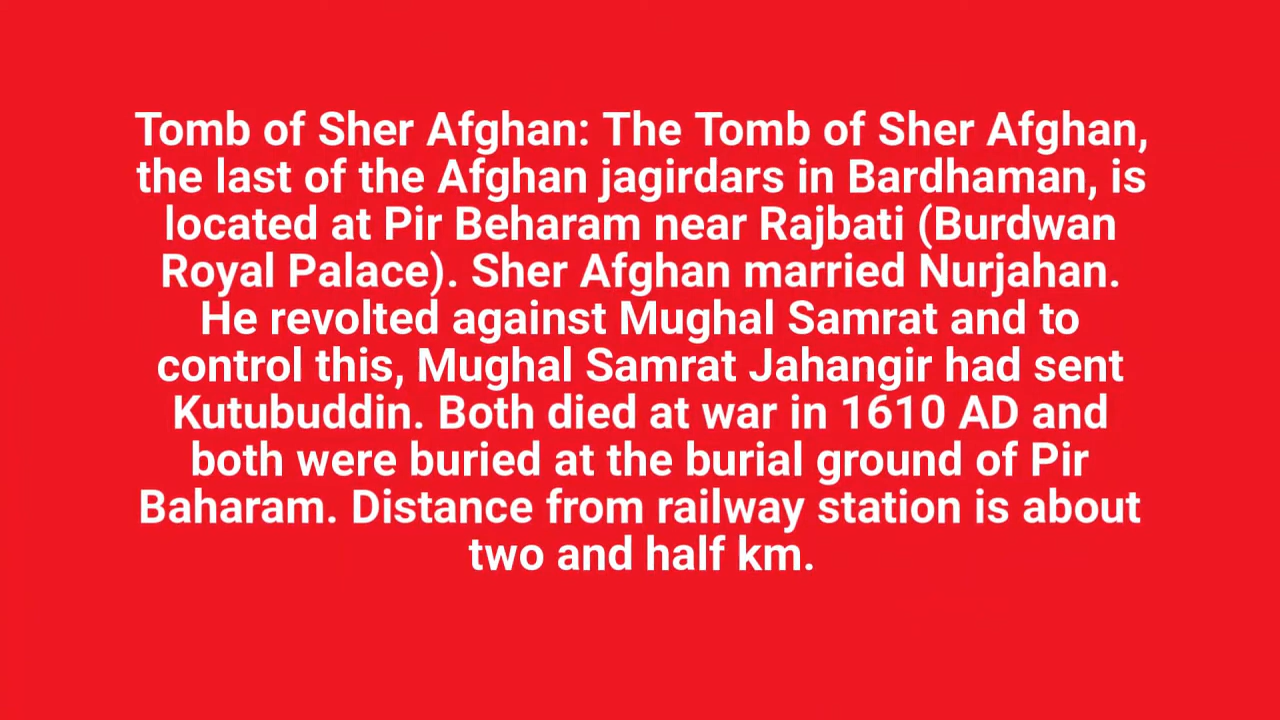 Tomb of Sher Afghan: The Tomb of Sher Afghan,
the last of the Afghan jagirdars in Bardhaman, is
located at Pir Beharam near Rajbati (Burdwan
Royal Palace). Sher Afghan married Nurjahan.
He revolted against Mughal Samrat and to
control this, Mughal Samrat Jahangir had sent
Kutubuddin. Both died at war in 1610 AD and
both were buried at the burial ground of Pir
Baharam. Distance from railway station is about
two and half km.